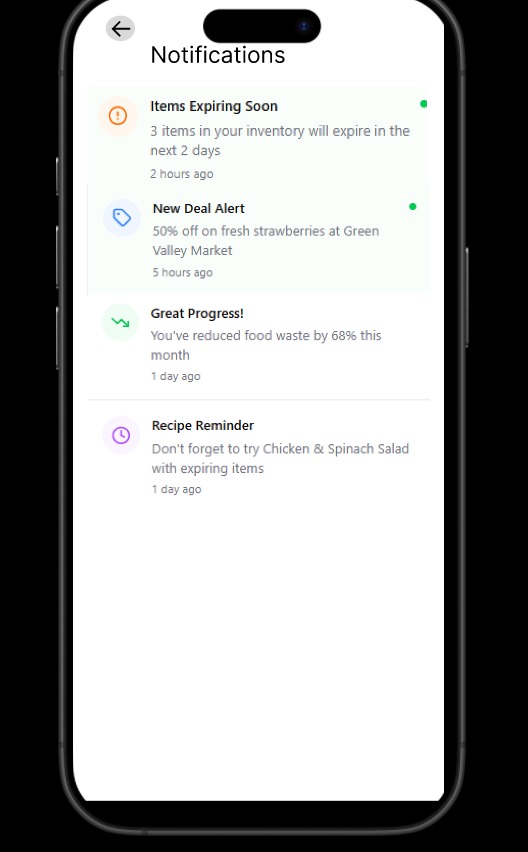 Notifications
Items Expiring Soon
3 items in your inventory will expire in the
next 2 days
2 hours ago
New Deal Alert
50% off on fresh strawberries at Green
Valley Market
5 hours ago
Great Progress!
You've reduced food waste by 68% this
month
1 day ago
Recipe Reminder
Don't forget to try Chicken & Spinach Salad
with expiring items
1 day ago